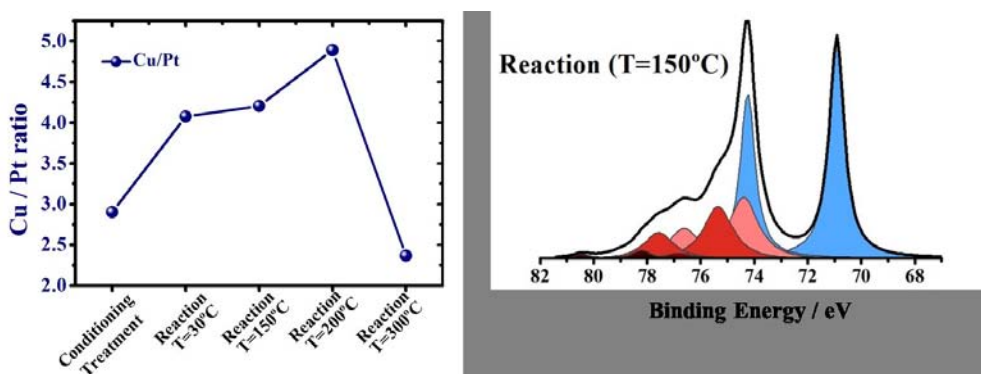 Cu / Pt ratio
5.0
4.5
4.0
3.5
3.0
2.5
2.0
Cu/Pt
Conditioning
Treatment
Reaction
T=30ºC
Reaction
T=150ºC
Reaction
T=200ºC
Reaction
T=300ºC
Reaction (T=150ºC)
82 80 78 76 74 72 70 68
Binding Energy / eV